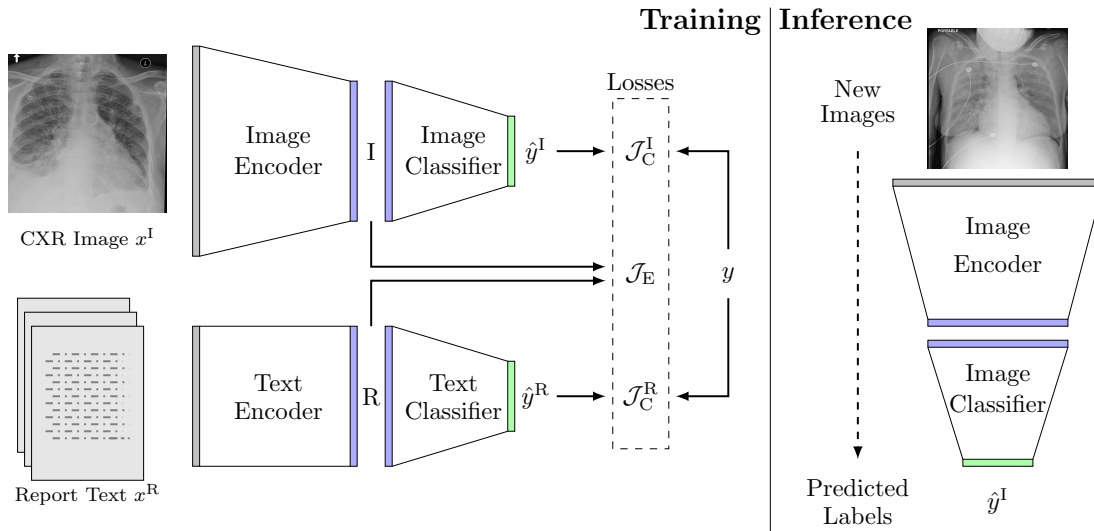 Training
Inference
Losses
Image
Encoder
I
Image
Classifier
ŷ^I
𝒥_C^I
CXR Image x^I
𝒥_E
y
Text
Encoder
R
Text
Classifier
ŷ^R
𝒥_C^R
Report Text x^R
PORTABLE
New
Images
Image
Encoder
Image
Classifier
Predicted
Labels
ŷ^I